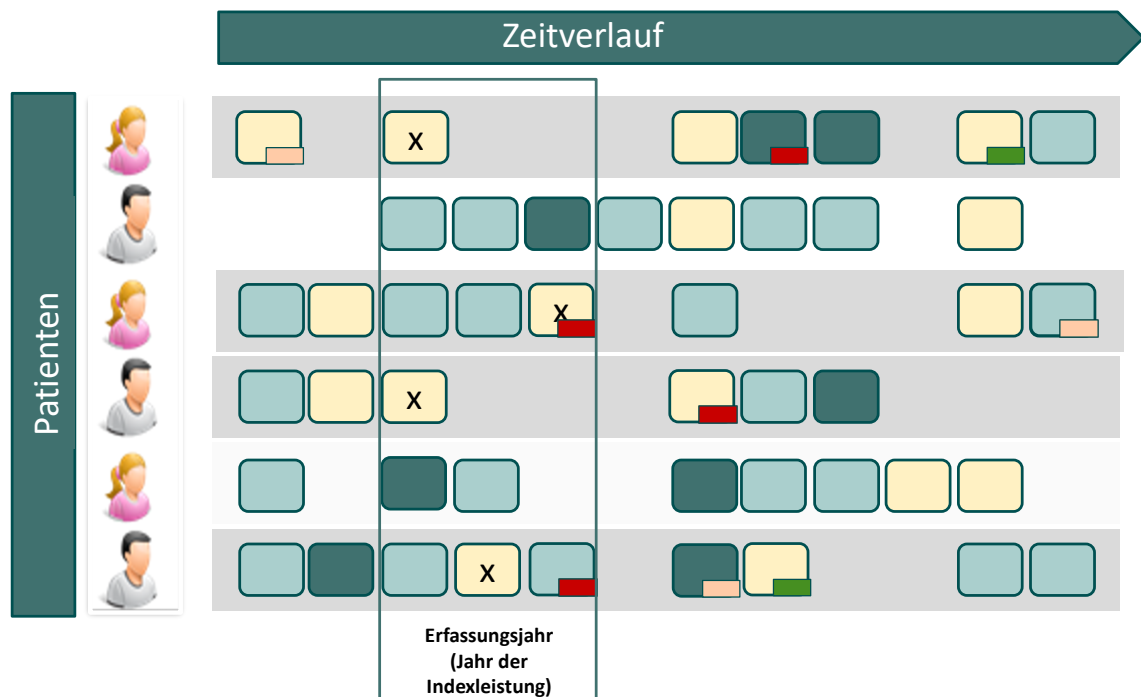 Zeitverlauf
Patienten
x
x
x
x
Erfassungsjahr
(Jahr der
Indexleistung)